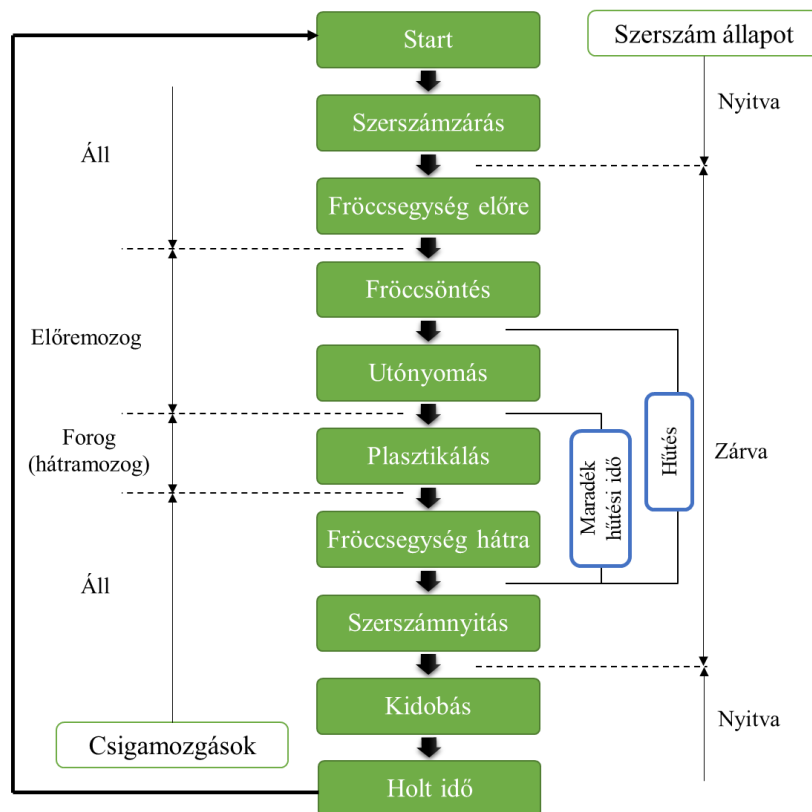 Start
Szerszám állapot
Nyitva
Szerszámzárás
Áll
Fröccsegység előre
Fröccsöntés
Előremozog
Utónyomás
Forog
(hátramozog)
Plasztikálás
Maradék
hűtési idő
Hűtés
Zárva
Fröccsegység hátra
Áll
Szerszámnyitás
Kidobás
Nyitva
Csigamozgások
Holt idő